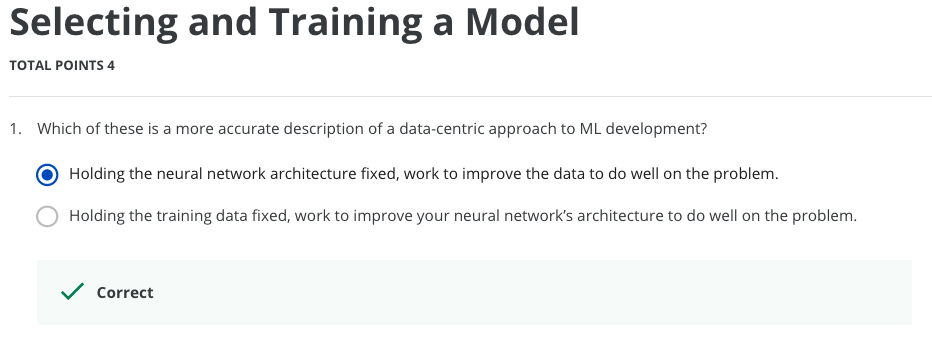 Selecting and Training a Model
TOTAL POINTS 4
1. Which of these is a more accurate description of a data-centric approach to ML development?
Holding the neural network architecture fixed, work to improve the data to do well on the problem.
Holding the training data fixed, work to improve your neural network’s architecture to do well on the problem.
Correct